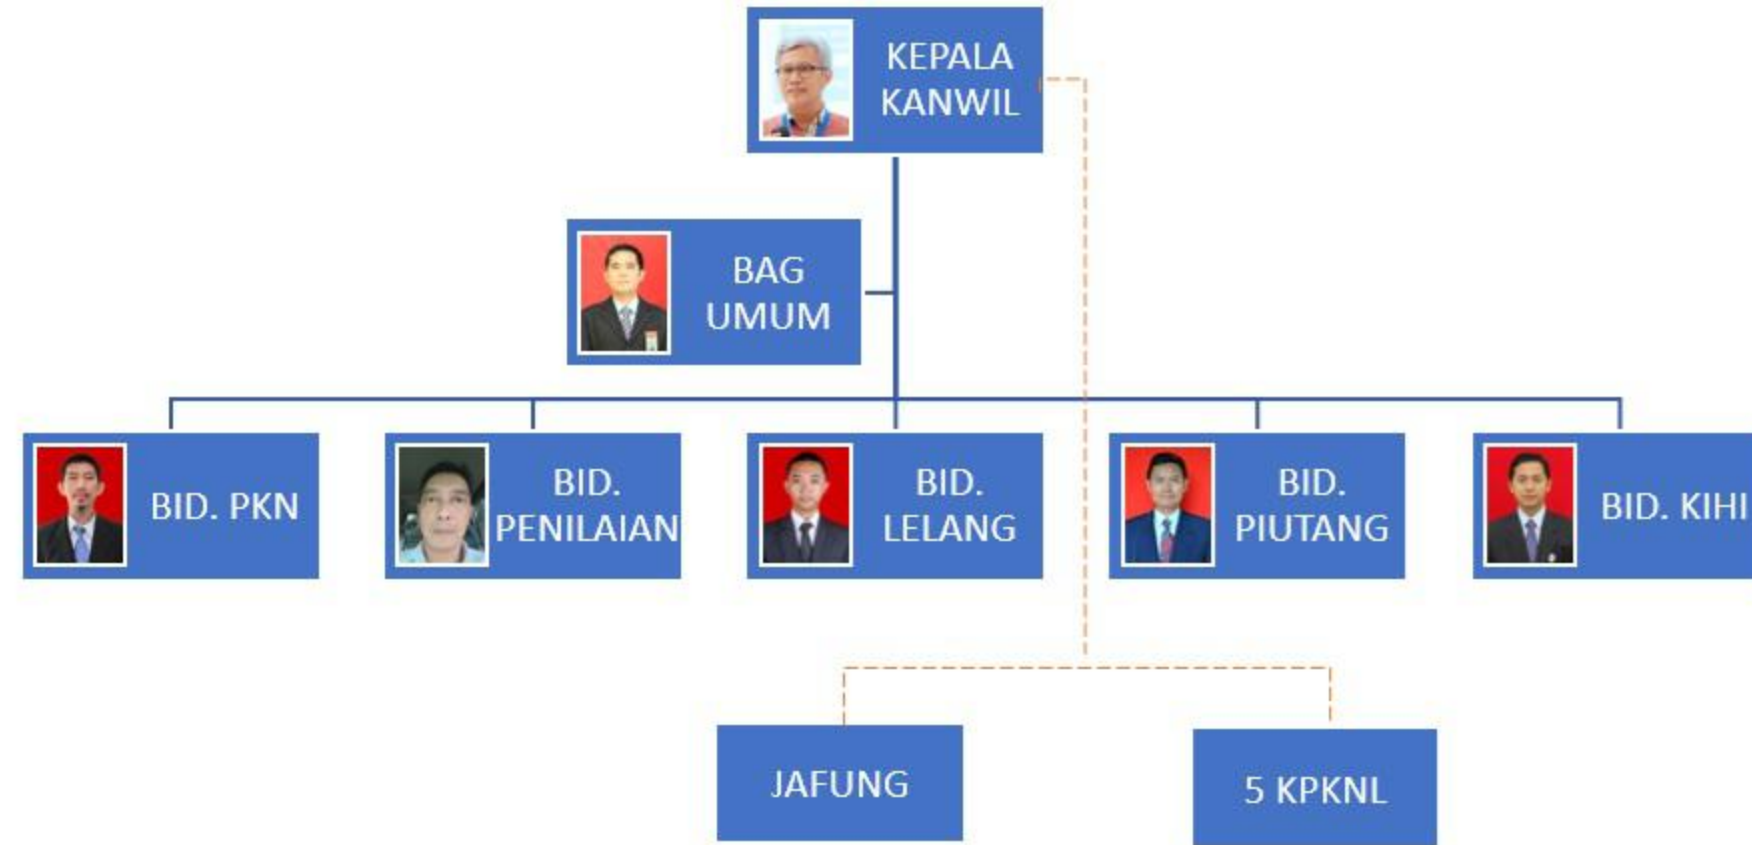 KEPALA
KANWIL
BAG
UMUM
BID. PKN
BID.
PENILAIAN
BID.
LELANG
BID.
PIUTANG
BID. KIHI
JAFUNG
5 KPKNL